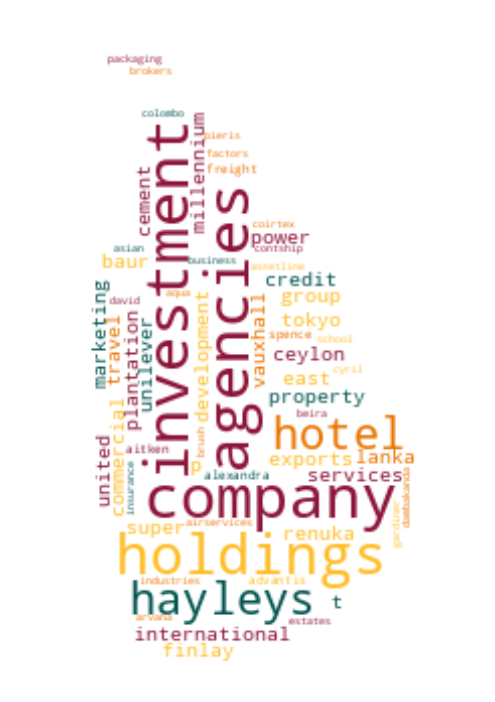 packaging
brokers
colombo
investment
millennium
pieris
factors
freight
cement
agencies
coirtex
power
contship
asian
baur
business
assetline
credit
marketing
david
aqua
group
travel
plantation
unilever
development
vauxhall
tokyo
spence
school
ceylon
cyril
east
property
commercial
beira
hotel
united
aitken
brush
exports
lanka
insurance
p
alexandra
services
dambakanda
company
gardiner
super
airservices
renuka
holdings
industries
advantis
hayleys
t
arvana
estates
international
finlay